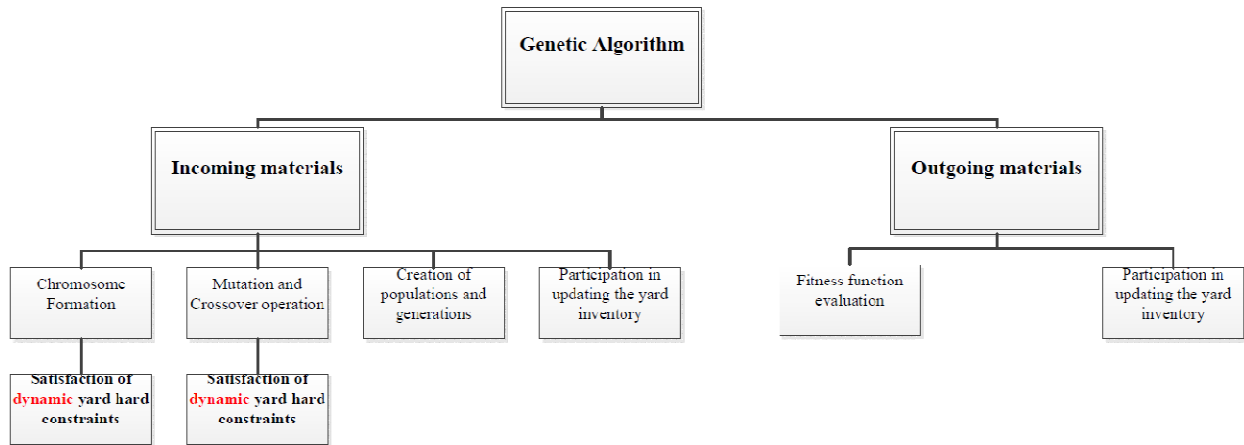 Genetic Algorithm
Incoming materials
Outgoing materials
Chromosome
Formation
Mutation and
Crossover operation
Creation of
populations and
generations
Participation in
updating the yard
inventory
Fitness function
evaluation
Participation in
updating the yard
inventory
Satisfaction of
dynamic yard hard
constraints
Satisfaction of
dynamic yard hard
constraints